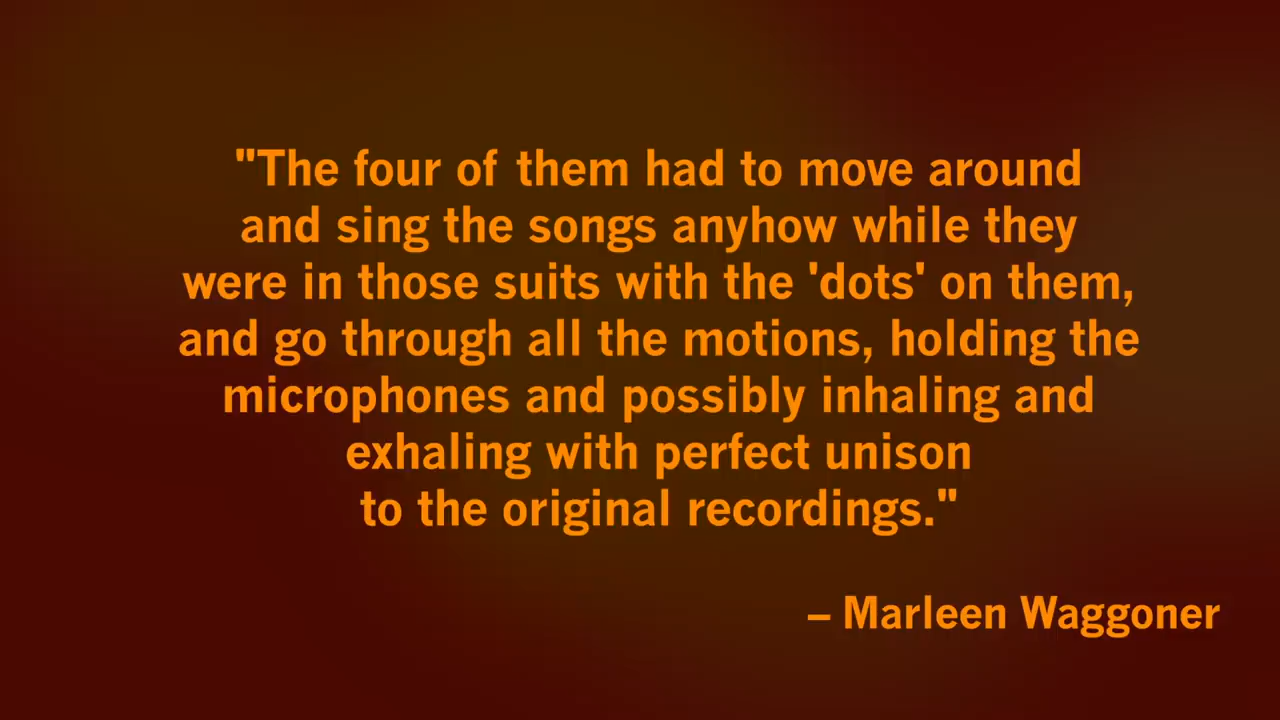 "The four of them had to move around
and sing the songs anyhow while they
were in those suits with the 'dots' on them,
and go through all the motions, holding the
microphones and possibly inhaling and
exhaling with perfect unison
to the original recordings."
– Marleen Waggoner